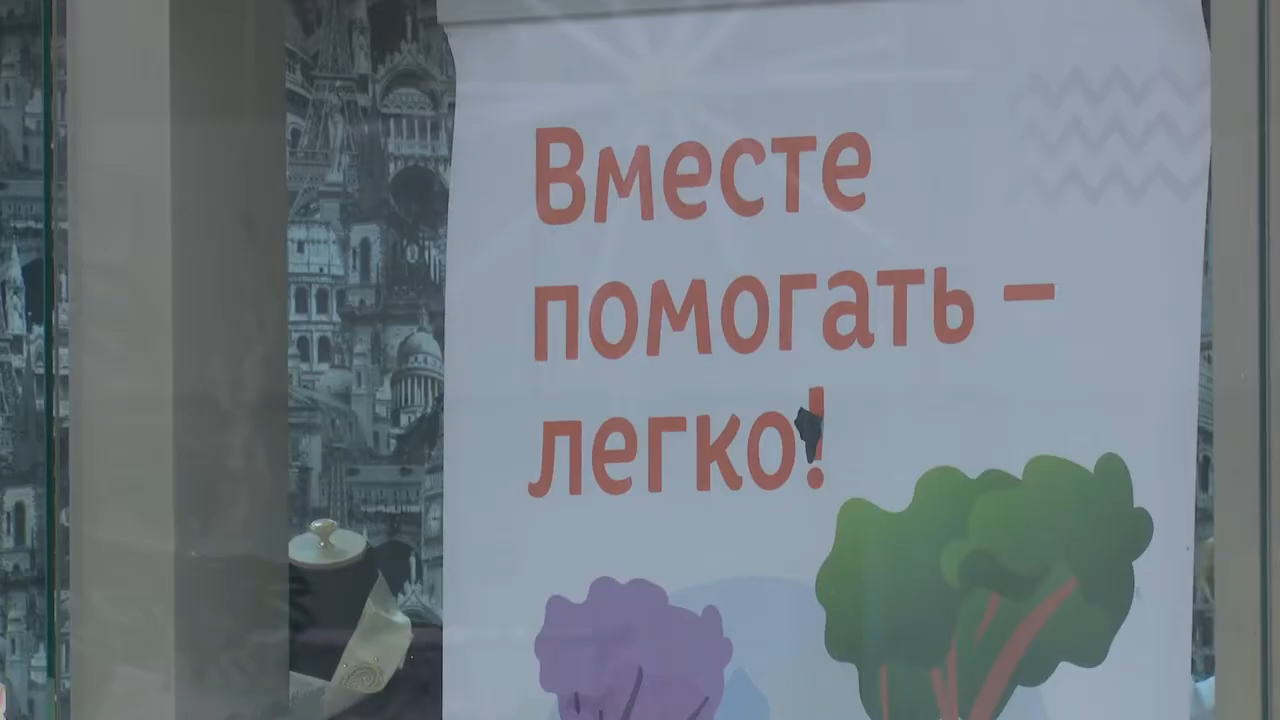 Вместе
помогать –
легко!